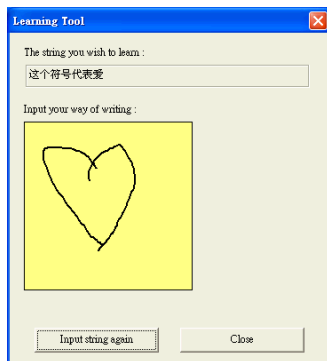 Learning Tool
The string you wish to learn :
这个符号代表愛
Input your way of writing :
Input string again
Close